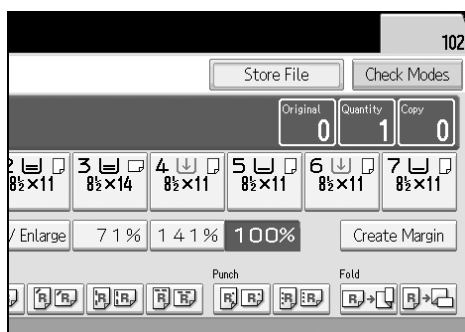 102
Store File Check Modes
Original Quantity Copy
0 1 0
2 3 4 5 6 7
8½×11 8½×14 8½×11 8½×11 8½×11 8½×11
/ Enlarge 71% 141% 100% Create Margin
Punch Fold
R R R R R R R R R R R R